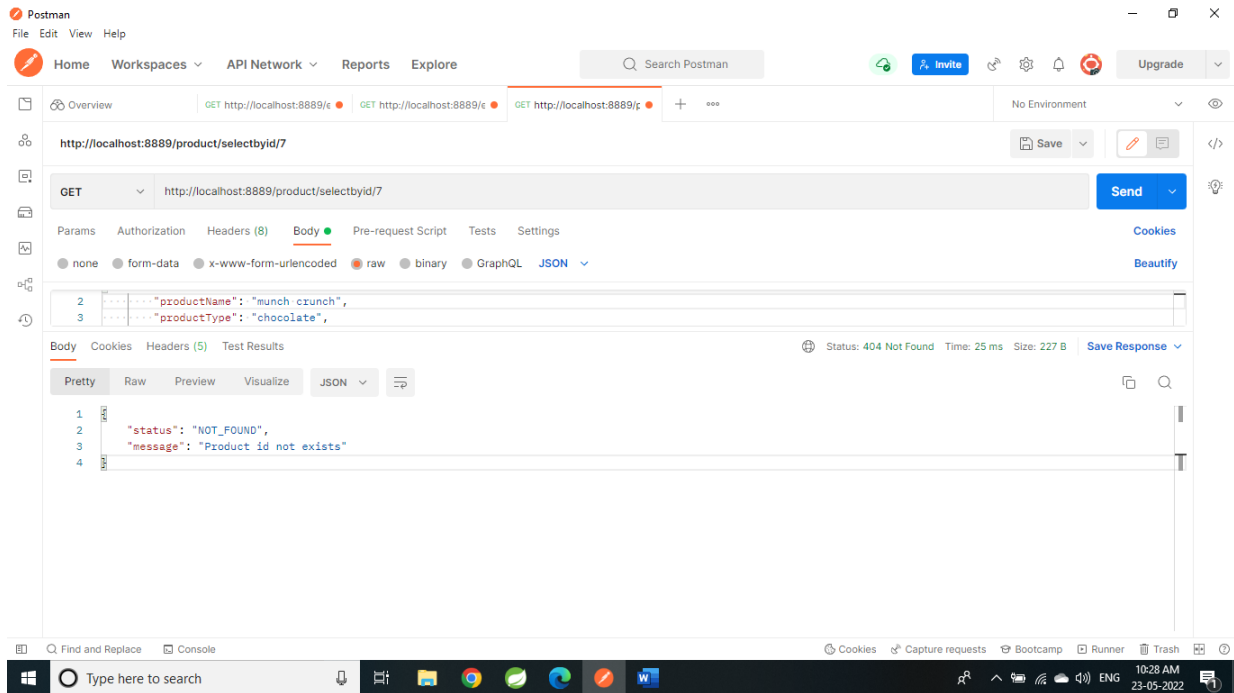 Postman
File Edit View Help
Home Workspaces API Network Reports Explore Search Postman Invite Upgrade
Overview GET http://localhost:8889/e GET http://localhost:8889/e GET http://localhost:8889/p No Environment
http://localhost:8889/product/selectbyid/7 Save
GET http://localhost:8889/product/selectbyid/7 Send
Params Authorization Headers (8) Body Pre-request Script Tests Settings Cookies
none form-data x-www-form-urlencoded raw binary GraphQL JSON Beautify
2 "productName": "munch crunch",
3 "productType": "chocolate",
Body Cookies Headers (5) Test Results Status: 404 Not Found Time: 25 ms Size: 227 B Save Response
Pretty Raw Preview Visualize JSON
1 {
2 "status": "NOT_FOUND",
3 "message": "Product id not exists"
4 }
Find and Replace Console Cookies Capture requests Bootcamp Runner Trash
Type here to search W ENG 10:28 AM
23-05-2022 1